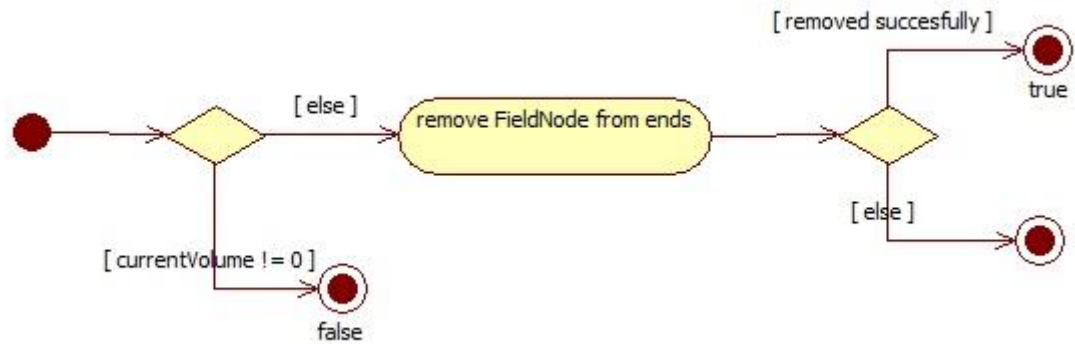 [ removed succesfully ]
true
[ else ]
remove FieldNode from ends
[ else ]
[ currentVolume != 0 ]
false